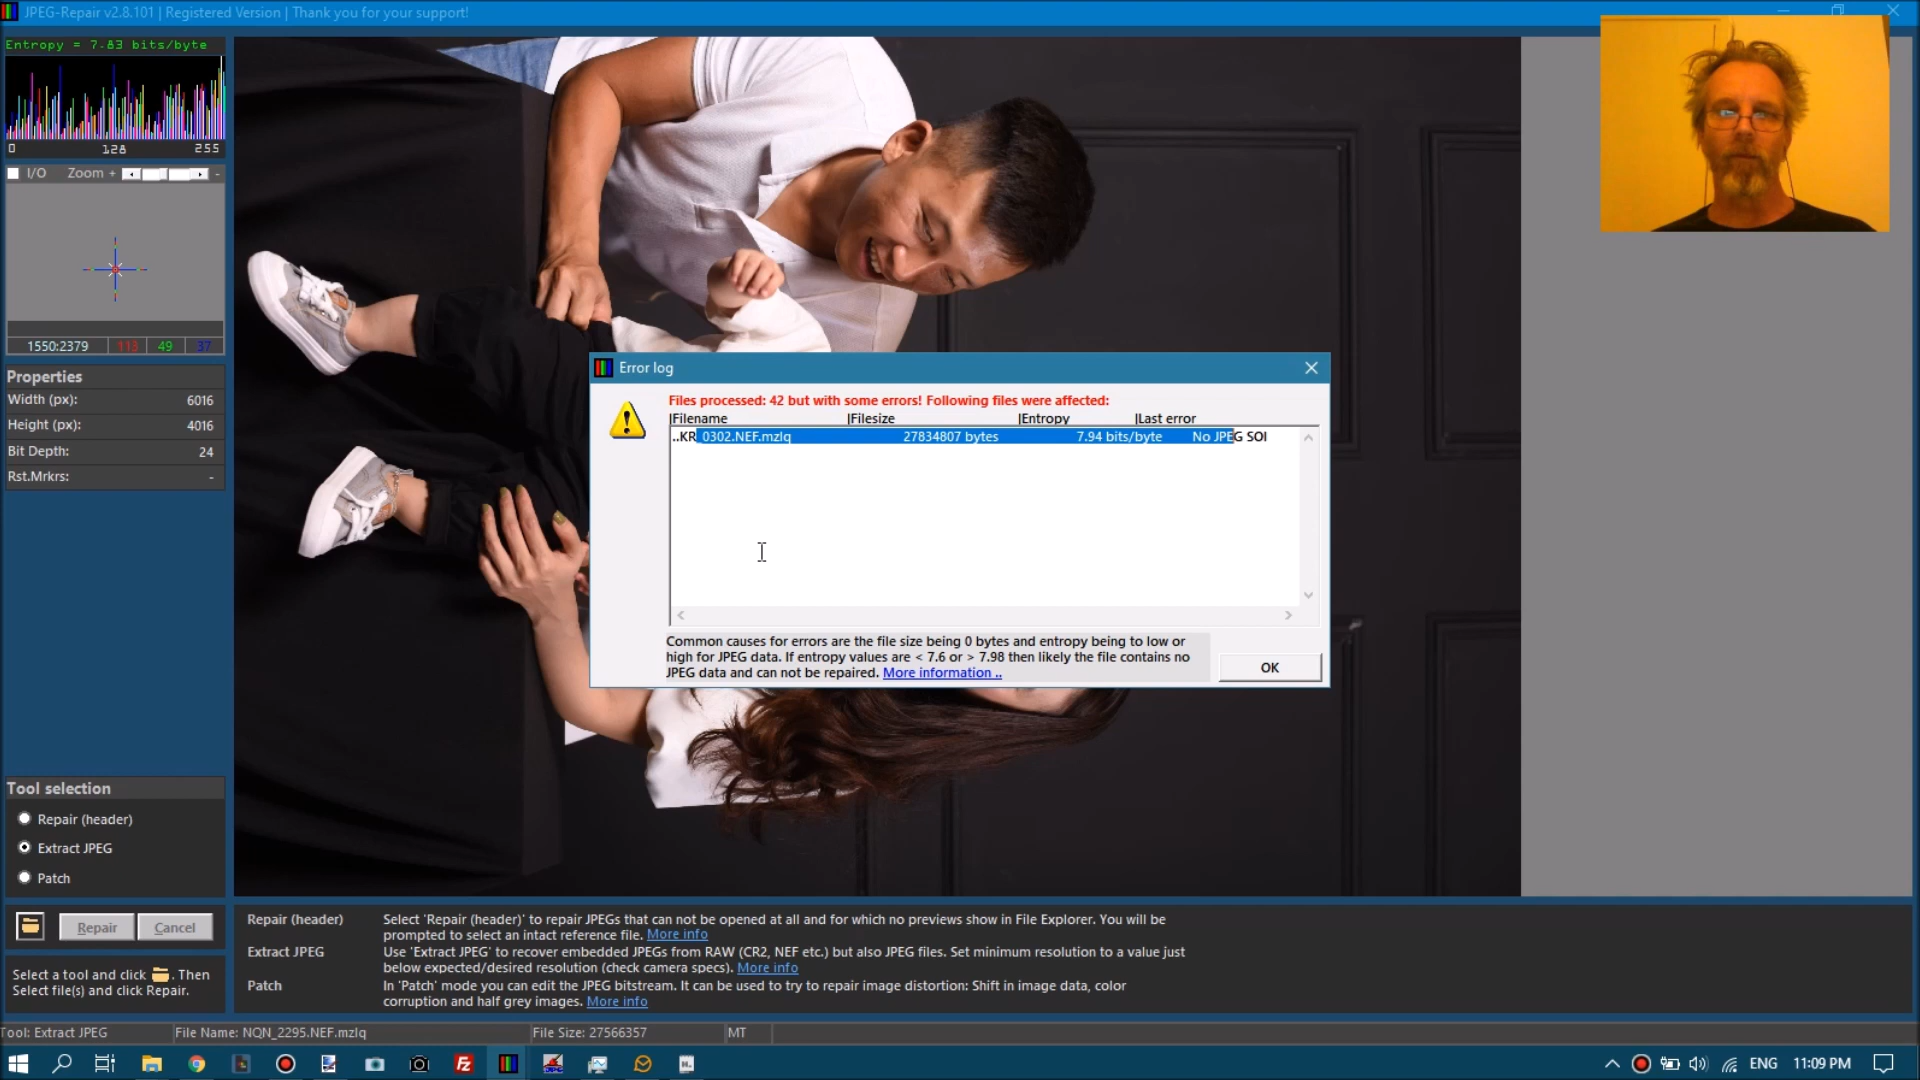 JPEG-Repair v2.8.101 | Registered Version | Thank you for your support!
Entropy = 7.83 bits/byte
0 128 255
I/O Zoom + -
1550:2379 113 49 37
Properties
Width (px): 6016
Height (px): 4016
Bit Depth: 24
Rst.Mrkrs: -
Error log
Files processed: 42 but with some errors! Following files were affected:
|Filename |Filesize |Entropy |Last error
..KR_0302.NEF.mzlq 27834807 bytes 7.94 bits/byte No JPEG SOI
Common causes for errors are the file size being 0 bytes and entropy being to low or
high for JPEG data. If entropy values are < 7.6 or > 7.98 then likely the file contains no
JPEG data and can not be repaired. More information ..
OK
Tool selection
Repair (header)
Extract JPEG
Patch
Repair Cancel
Select a tool and click . Then
Select file(s) and click Repair.
Repair (header) Select 'Repair (header)' to repair JPEGs that can not be opened at all and for which no previews show in File Explorer. You will be
prompted to select an intact reference file. More info
Extract JPEG Use 'Extract JPEG' to recover embedded JPEGs from RAW (CR2, NEF etc.) but also JPEG files. Set minimum resolution to a value just
below expected/desired resolution (check camera specs). More info
Patch In 'Patch' mode you can edit the JPEG bitstream. It can be used to try to repair image distortion: Shift in image data, color
corruption and half grey images. More info
Tool: Extract JPEG File Name: NQN_2295.NEF.mzlq File Size: 27566357 MT
Fz ENG 11:09 PM